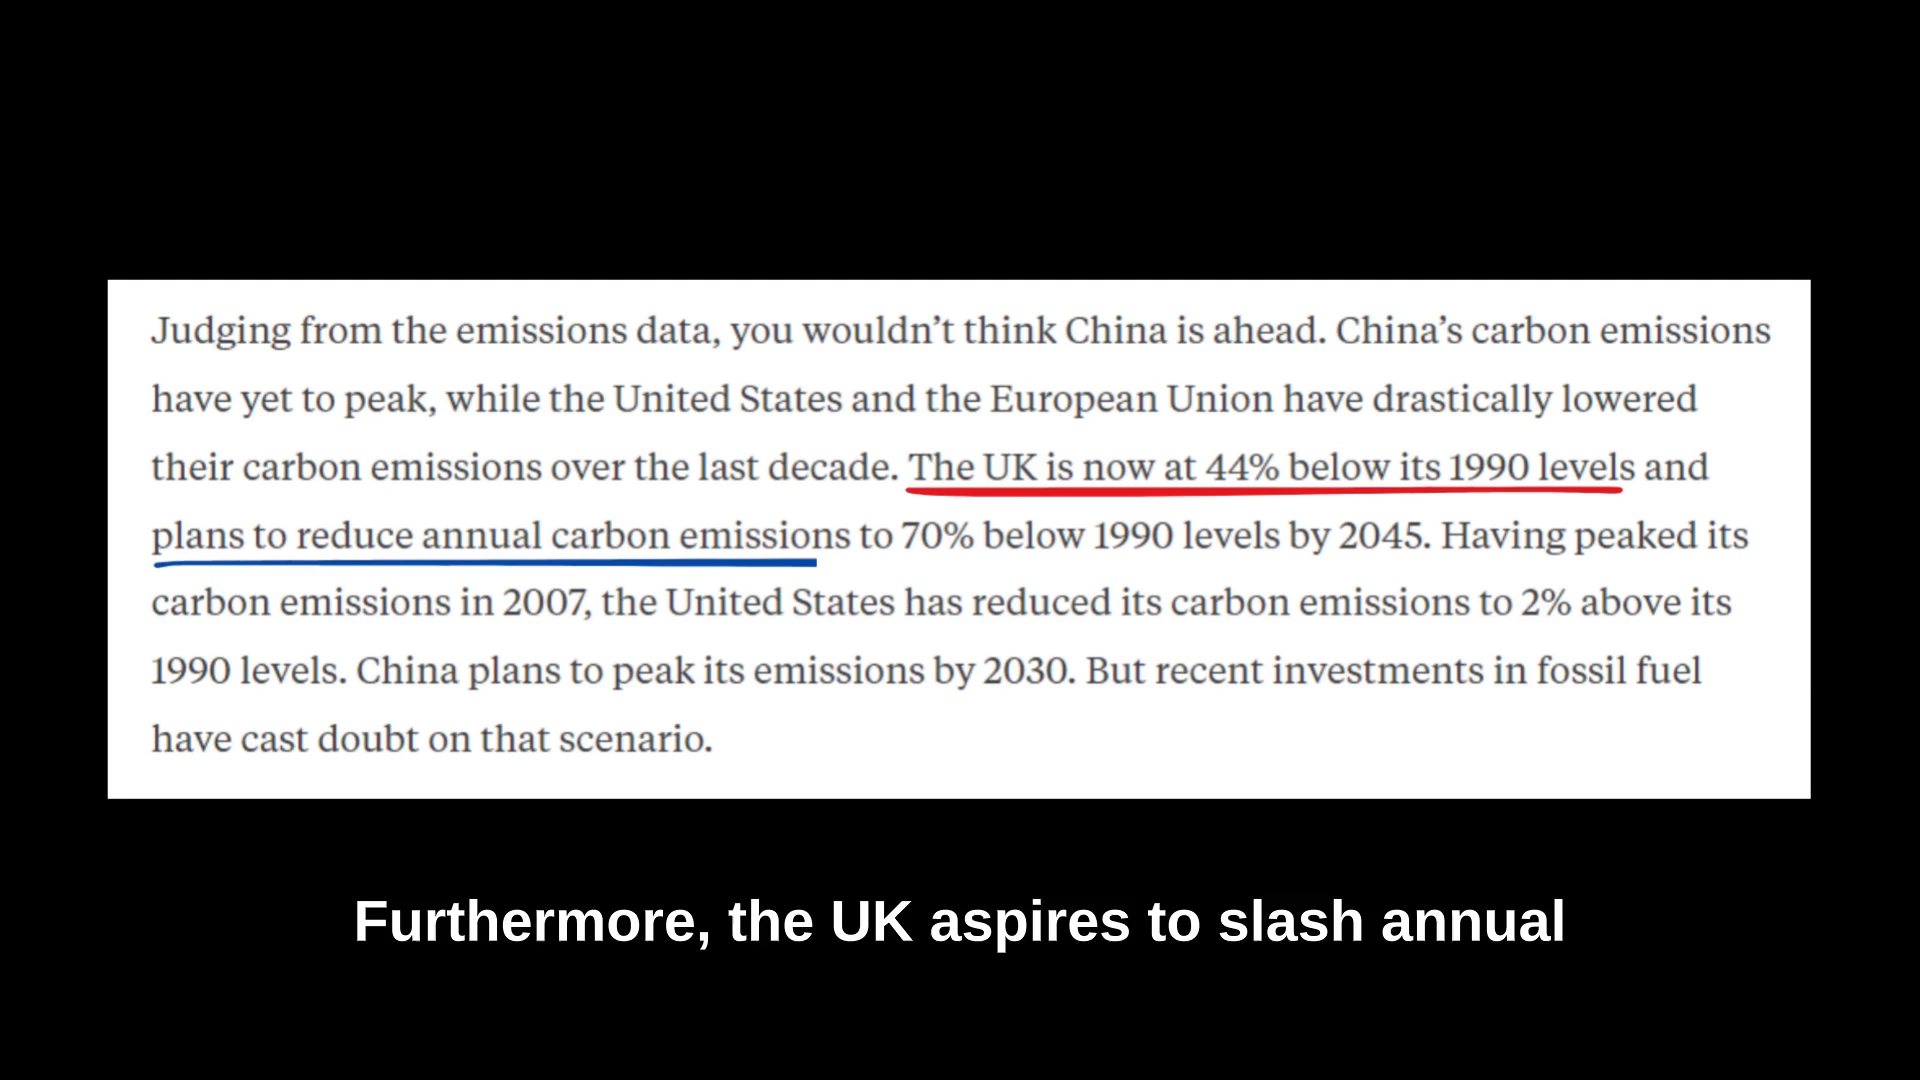 Judging from the emissions data, you wouldn’t think China is ahead. China’s carbon emissions
have yet to peak, while the United States and the European Union have drastically lowered
their carbon emissions over the last decade. The UK is now at 44% below its 1990 levels and
plans to reduce annual carbon emissions to 70% below 1990 levels by 2045. Having peaked its
carbon emissions in 2007, the United States has reduced its carbon emissions to 2% above its
1990 levels. China plans to peak its emissions by 2030. But recent investments in fossil fuel
have cast doubt on that scenario.
Furthermore, the UK aspires to slash annual